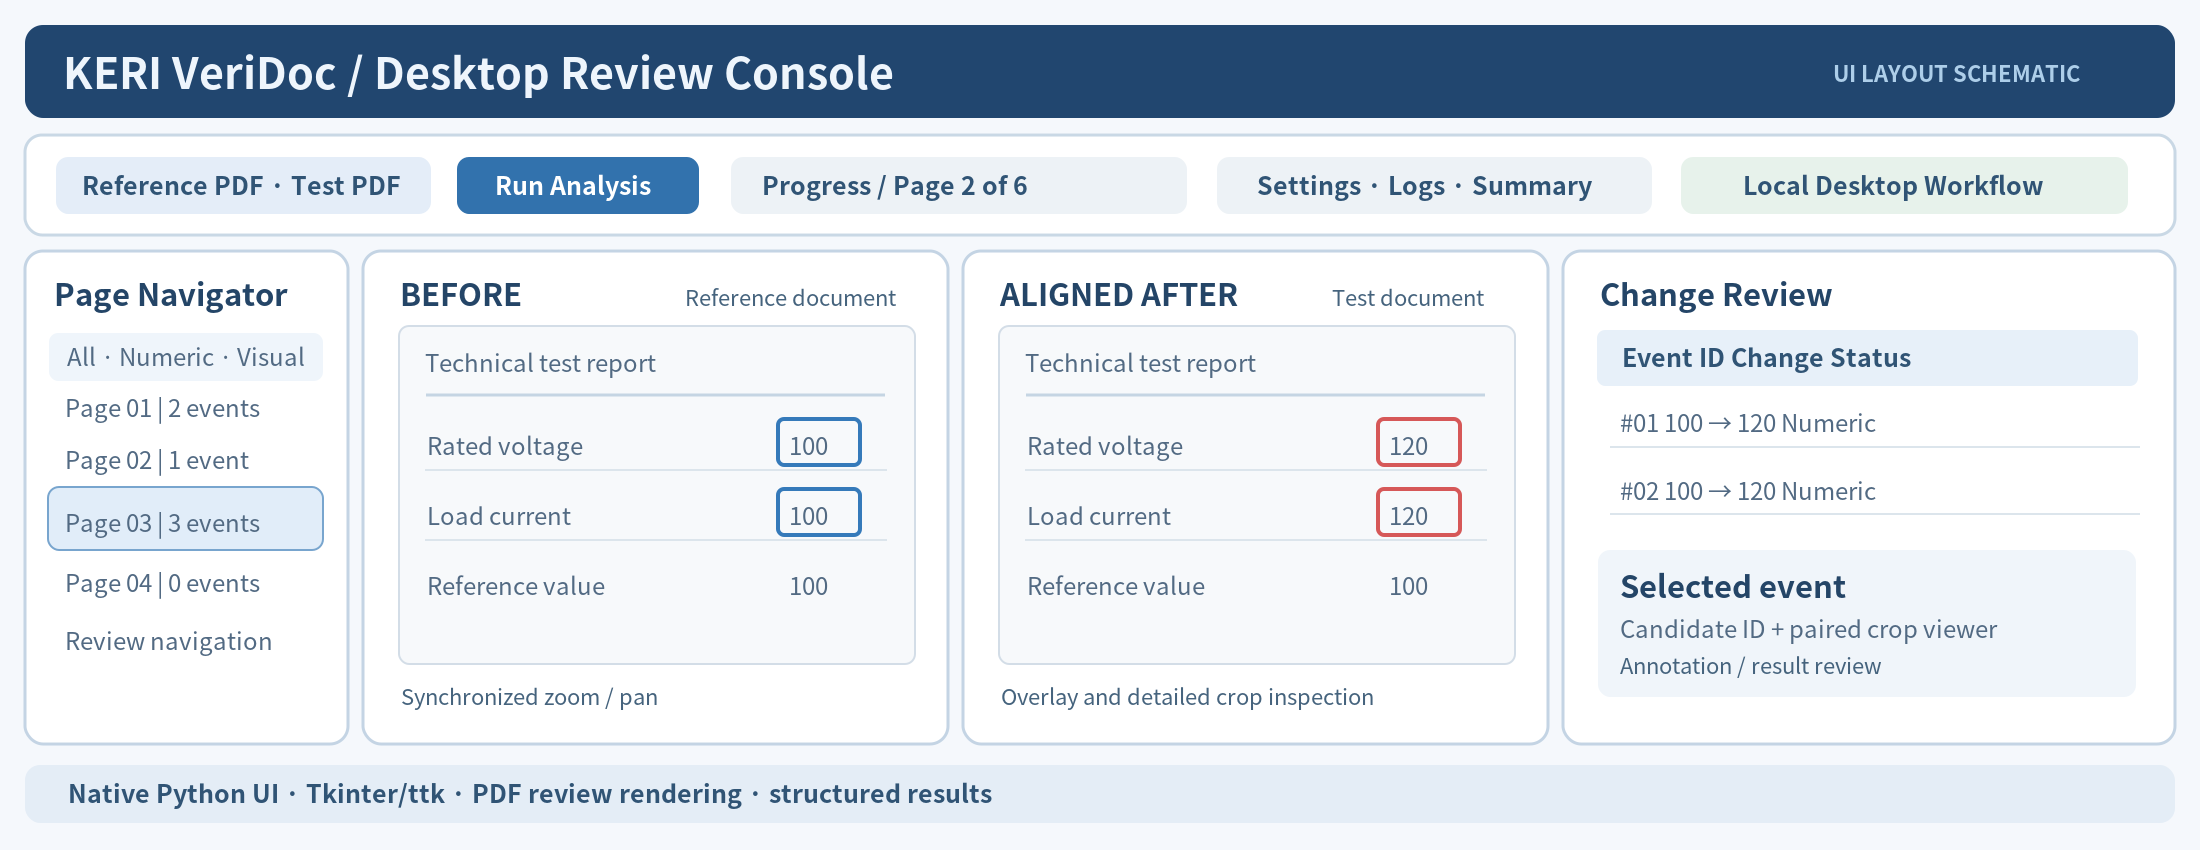 KERI VeriDoc / Desktop Review Console
UI LAYOUT SCHEMATIC
Reference PDF · Test PDF
Run Analysis
Progress / Page 2 of 6
Settings · Logs · Summary
Local Desktop Workflow
Page Navigator
All · Numeric · Visual
Page 01 | 2 events
Page 02 | 1 event
Page 03 | 3 events
Page 04 | 0 events
Review navigation
BEFORE
Reference document
Technical test report
Rated voltage 100
Load current 100
Reference value 100
Synchronized zoom / pan
ALIGNED AFTER
Test document
Technical test report
Rated voltage 120
Load current 120
Reference value 100
Overlay and detailed crop inspection
Change Review
Event ID Change Status
#01 100 → 120 Numeric
#02 100 → 120 Numeric
Selected event
Candidate ID + paired crop viewer
Annotation / result review
Native Python UI · Tkinter/ttk · PDF review rendering · structured results